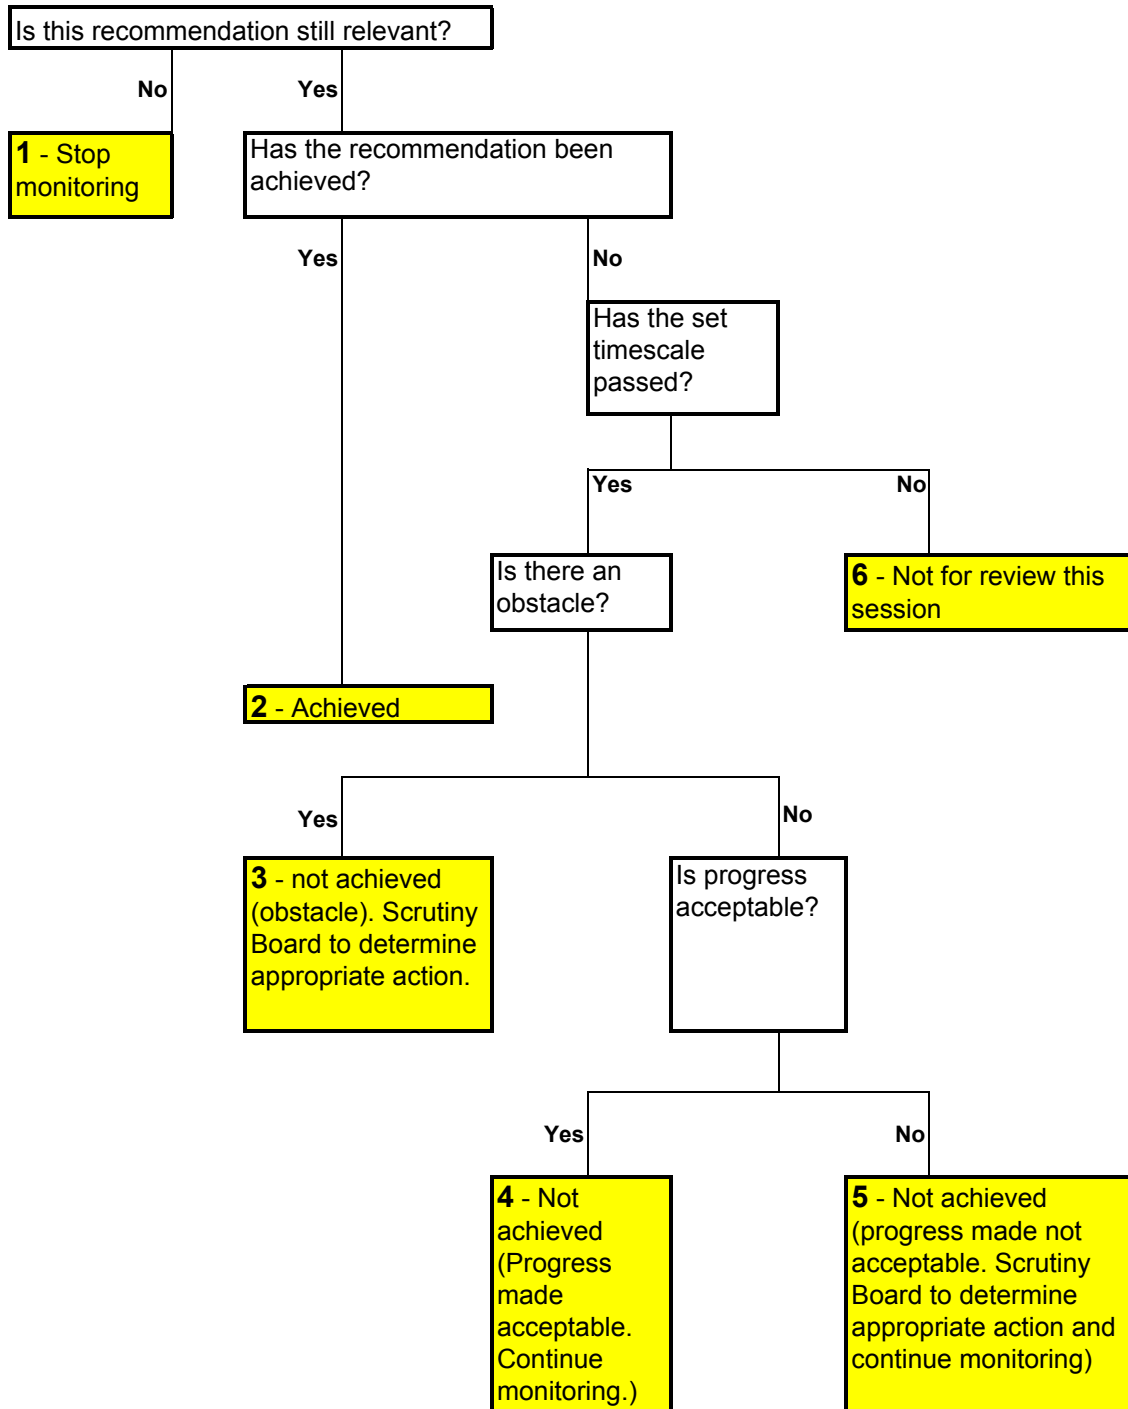 Is this recommendation still relevant?
No
Yes
1 - Stop
monitoring
Has the recommendation been
achieved?
Yes
No
Has the set
timescale
passed?
Yes
No
Is there an
obstacle?
6 - Not for review this
session
2 - Achieved
Yes
No
3 - not achieved
(obstacle). Scrutiny
Board to determine
appropriate action.
Is progress
acceptable?
Yes
No
4 - Not
achieved
(Progress
made
acceptable.
Continue
monitoring.)
5 - Not achieved
(progress made not
acceptable. Scrutiny
Board to determine
appropriate action and
continue monitoring)